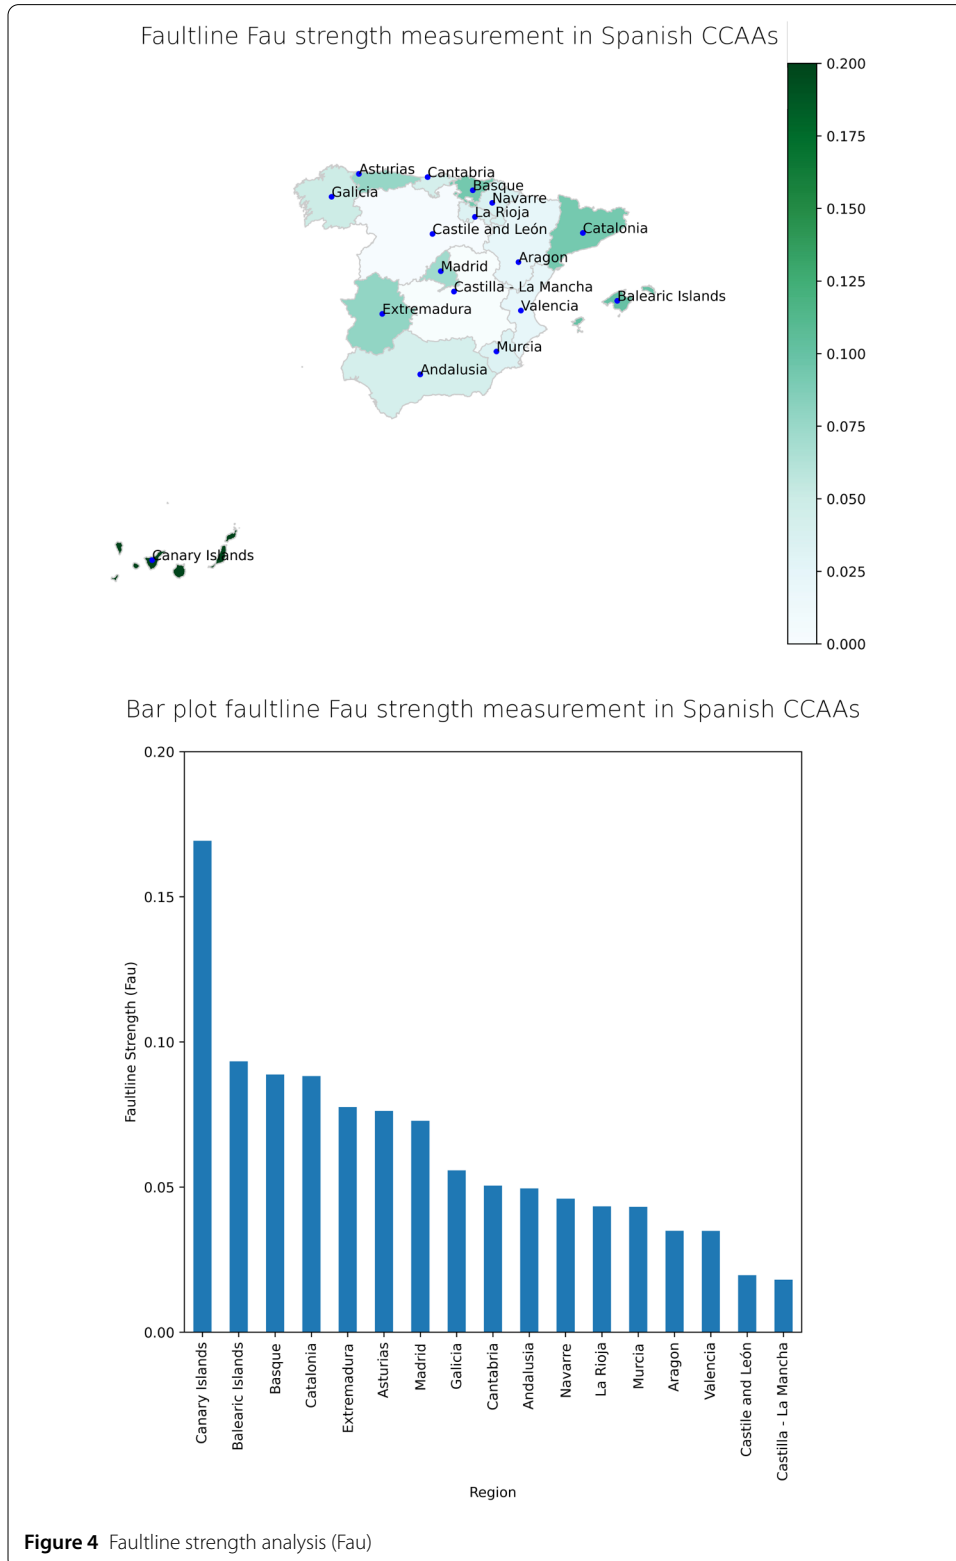 Faultline Fau strength measurement in Spanish CCAAs
0.200
0.175
0.150
0.125
0.100
0.075
0.050
0.025
0.000
Asturias
Cantabria
Basque
Galicia
Navarre
La Rioja
Castile and León
Catalonia
Aragon
Madrid
Castilla - La Mancha
Balearic Islands
Extremadura
Valencia
Murcia
Andalusia
Canary Islands
Bar plot faultline Fau strength measurement in Spanish CCAAs
0.20
0.15
0.10
0.05
0.00
Faultline Strength (Fau)
Canary Islands
Balearic Islands
Basque
Catalonia
Extremadura
Asturias
Madrid
Galicia
Cantabria
Andalusia
Navarre
La Rioja
Murcia
Aragon
Valencia
Castile and León
Castilla - La Mancha
Region
Figure 4 Faultline strength analysis (Fau)